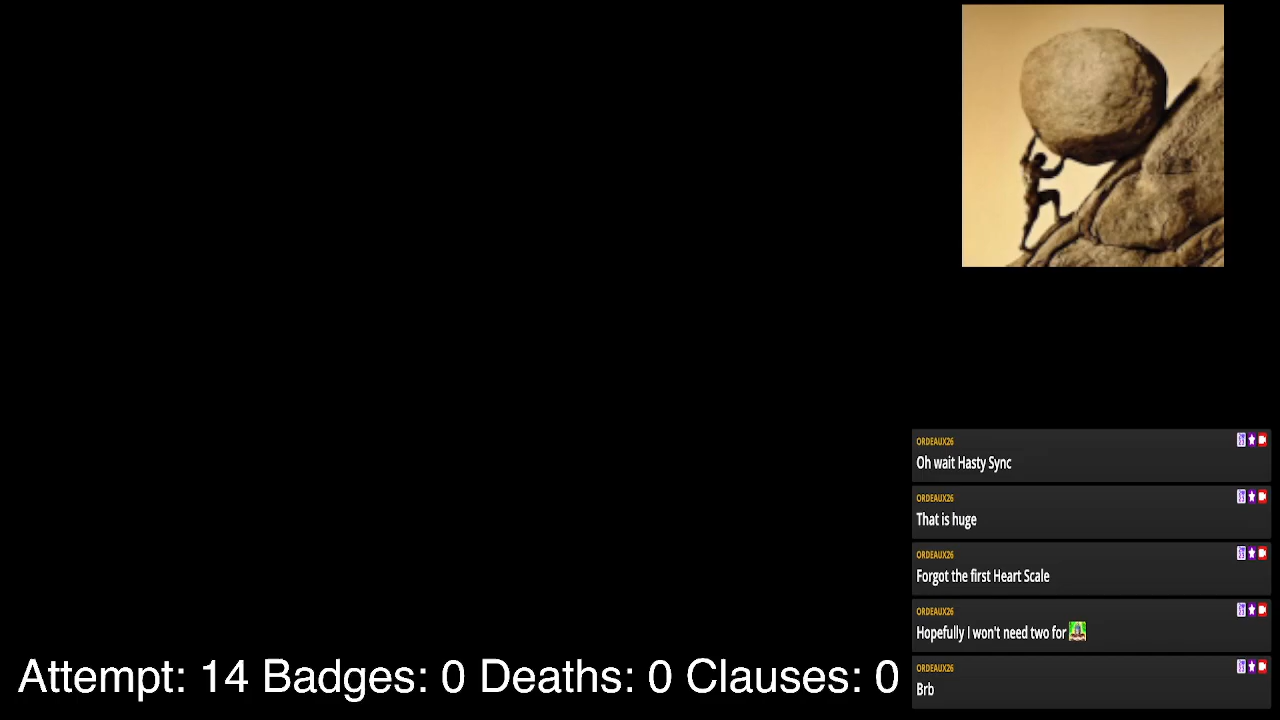 ORDEAUX26
Oh wait Hasty Sync
ORDEAUX26
That is huge
ORDEAUX26
Forgot the first Heart Scale
ORDEAUX26
Hopefully I won't need two for
ORDEAUX26
Brb
Attempt: 14 Badges: 0 Deaths: 0 Clauses: 0